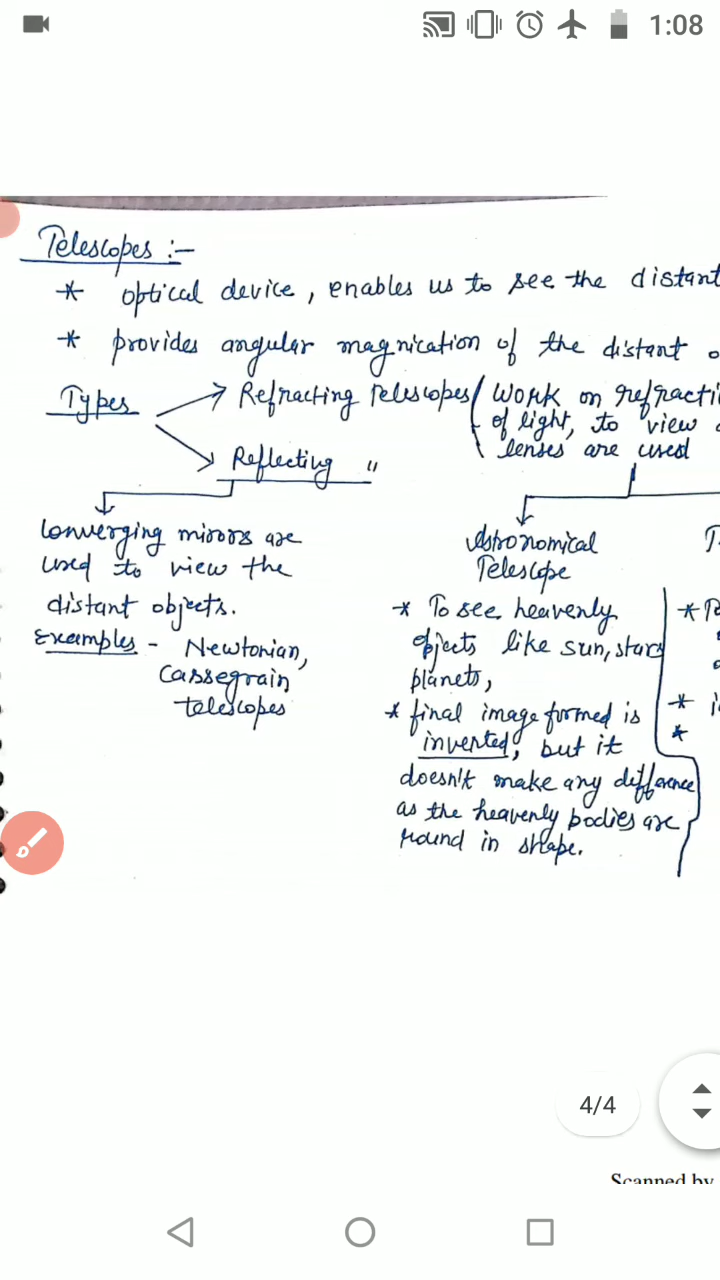 1:08
Telescopes :-
* optical device, enables us to see the distant
* provides angular magnication of the distant o
Types → Refracting Telescopes ( Work on refracti
of light, to view
lenses are used
→ Reflecting "
Converging mirrors are
used to view the
distant objects.
Examples - Newtonian,
Cassegrain
telescopes
Astronomical
Telescope
* To see heavenly
objects like sun, stars
planets,
* final image formed is
inverted, but it
doesn't make any difference
as the heavenly bodies are
round in shape.
T
*
* i
*
4/4
Scanned by